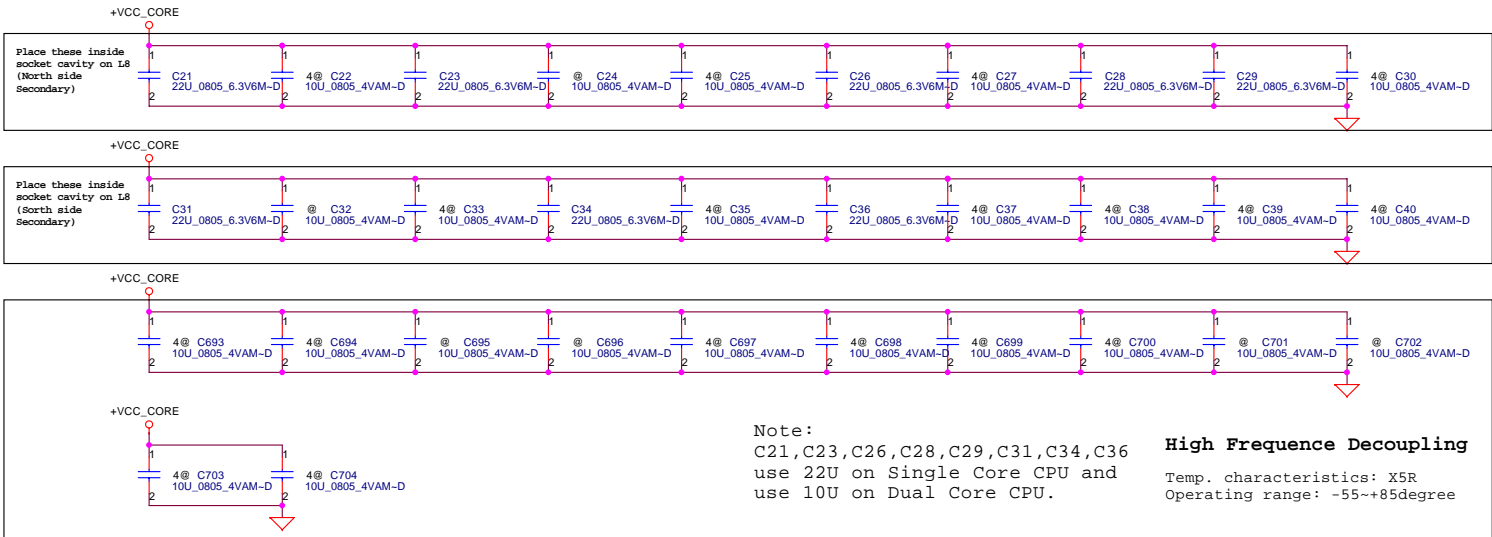 +VCC_CORE
Place these inside
socket cavity on L8
(North side
Secondary)
1 1 1 1 1 1 1 1 1 1
C21 4@ C22 C23 @ C24 4@ C25 C26 4@ C27 C28 C29 4@ C30
22U_0805_6.3V6M~D 10U_0805_4VAM~D 22U_0805_6.3V6M~D 10U_0805_4VAM~D 10U_0805_4VAM~D 22U_0805_6.3V6M~D 10U_0805_4VAM~D 22U_0805_6.3V6M~D 22U_0805_6.3V6M~D 10U_0805_4VAM~D
2 2 2 2 2 2 2 2 2 2
+VCC_CORE
Place these inside
socket cavity on L8
(Sorth side
Secondary)
1 1 1 1 1 1 1 1 1 1
C31 @ C32 4@ C33 C34 4@ C35 C36 4@ C37 4@ C38 4@ C39 4@ C40
22U_0805_6.3V6M~D 10U_0805_4VAM~D 10U_0805_4VAM~D 22U_0805_6.3V6M~D 10U_0805_4VAM~D 22U_0805_6.3V6M~D 10U_0805_4VAM~D 10U_0805_4VAM~D 10U_0805_4VAM~D 10U_0805_4VAM~D
2 2 2 2 2 2 2 2 2 2
+VCC_CORE
1 1 1 1 1 1 1 1 1 1
4@ C693 4@ C694 @ C695 @ C696 4@ C697 4@ C698 4@ C699 4@ C700 @ C701 @ C702
10U_0805_4VAM~D 10U_0805_4VAM~D 10U_0805_4VAM~D 10U_0805_4VAM~D 10U_0805_4VAM~D 10U_0805_4VAM~D 10U_0805_4VAM~D 10U_0805_4VAM~D 10U_0805_4VAM~D 10U_0805_4VAM~D
2 2 2 2 2 2 2 2 2 2
+VCC_CORE
1 1
4@ C703 4@ C704
10U_0805_4VAM~D 10U_0805_4VAM~D
2 2
Note:
C21,C23,C26,C28,C29,C31,C34,C36
use 22U on Single Core CPU and
use 10U on Dual Core CPU.
High Frequence Decoupling
Temp. characteristics: X5R
Operating range: -55~+85degree